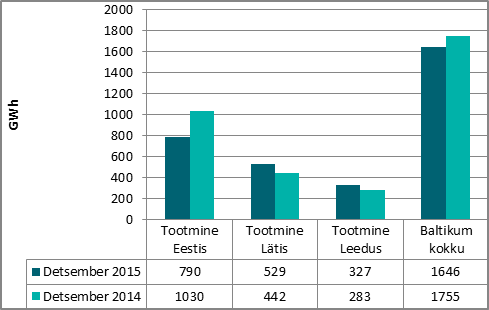 GWh
2000
1800
1600
1400
1200
1000
800
600
400
200
0
Tootmine Eestis
Tootmine Lätis
Tootmine Leedus
Baltikum kokku
Detsember 2015 790 529 327 1646
Detsember 2014 1030 442 283 1755